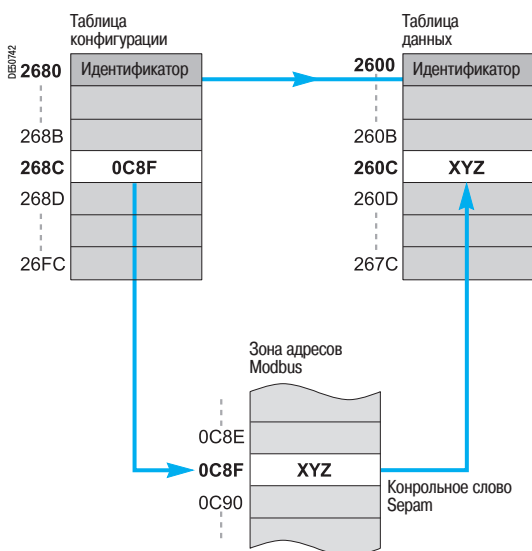 Таблица
конфигурации
Таблица
данных
DE50742
2680 Идентификатор
2600 Идентификатор
268B
260B
268C 0C8F
260C XYZ
268D
260D
26FC
267C
Зона адресов
Modbus
0C8E
0C8F XYZ
0C90
Конрольное слово
Sepam